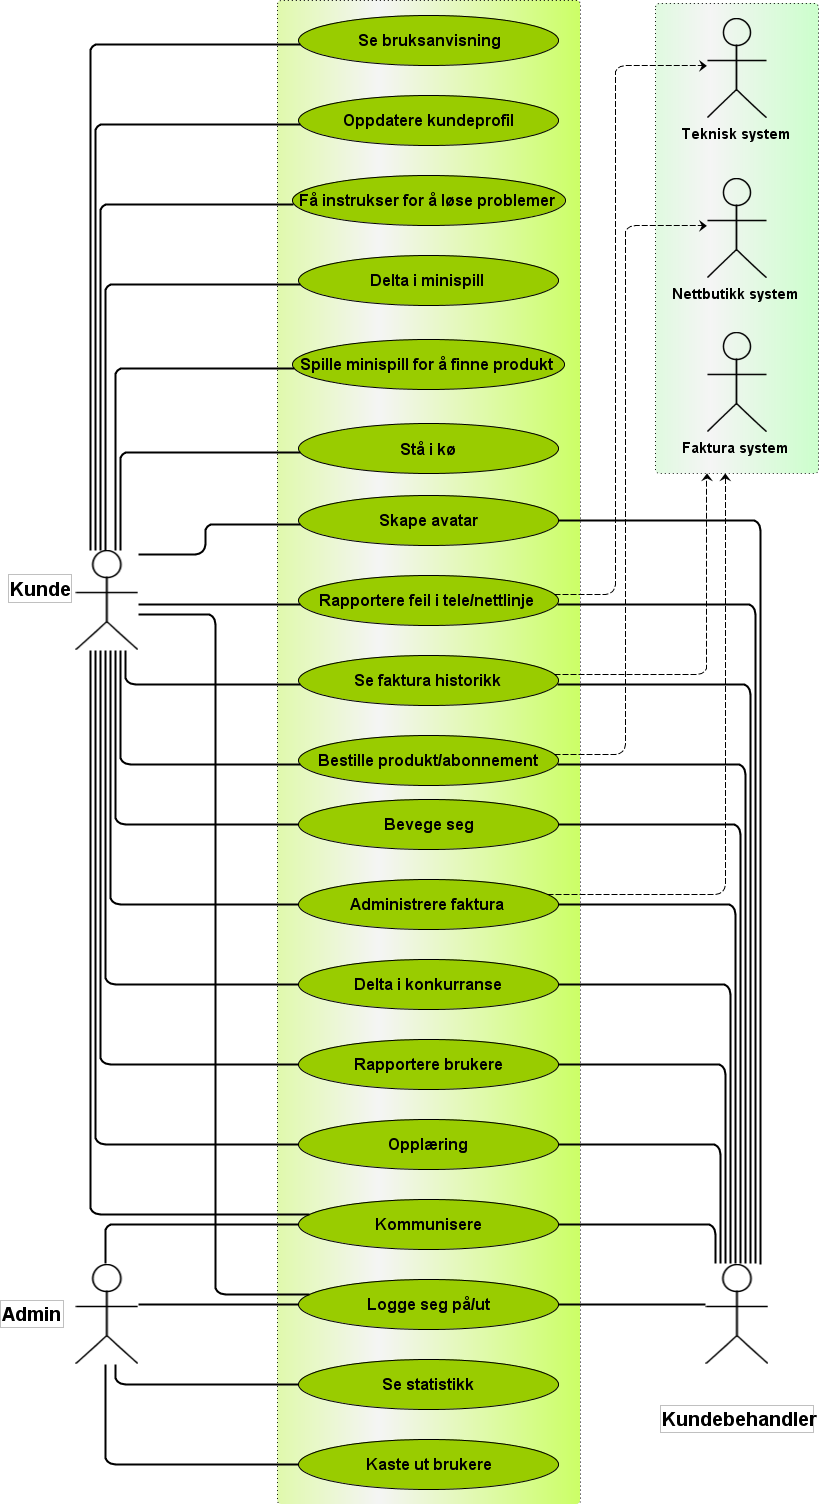 Se bruksanvisning
Oppdatere kundeprofil
Få instrukser for å løse problemer
Delta i minispill
Spille minispill for å finne produkt
Stå i kø
Skape avatar
Rapportere feil i tele/nettlinje
Se faktura historikk
Bestille produkt/abonnement
Bevege seg
Administrere faktura
Delta i konkurranse
Rapportere brukere
Opplæring
Kommunisere
Logge seg på/ut
Se statistikk
Kaste ut brukere
Teknisk system
Nettbutikk system
Faktura system
Kunde
Admin
Kundebehandler